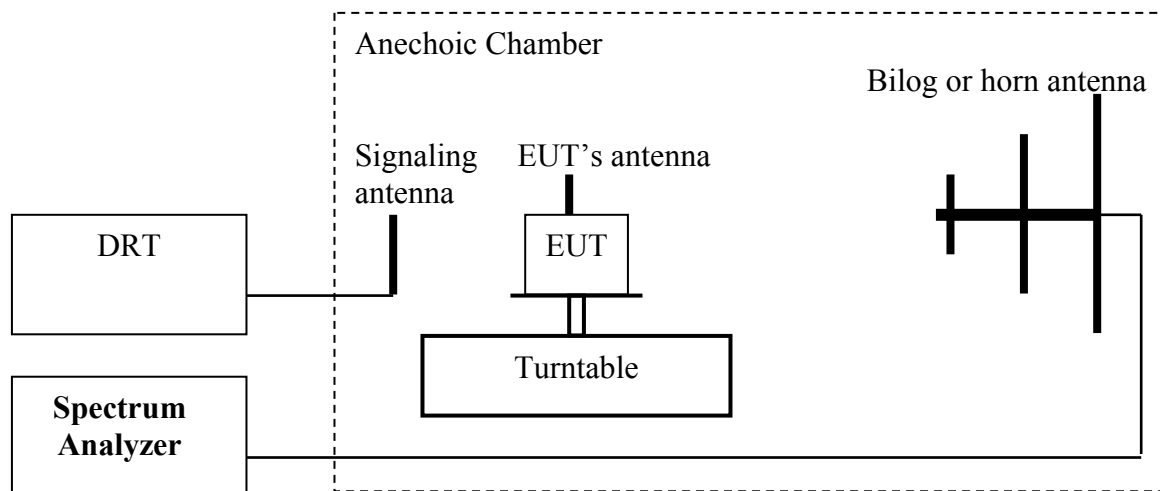 Anechoic Chamber
Bilog or horn antenna
Signaling
antenna
EUT’s antenna
DRT
EUT
Turntable
Spectrum
Analyzer